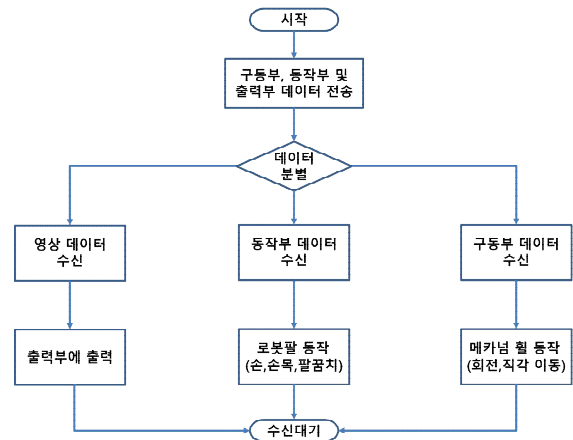 시작
구동부, 동작부 및
출력부 데이터 전송
데이터
분별
영상 데이터
수신
동작부 데이터
수신
구동부 데이터
수신
출력부에 출력
로봇팔 동작
(손,손목,팔꿈치)
메카넘 휠 동작
(회전,직각 이동)
수신대기